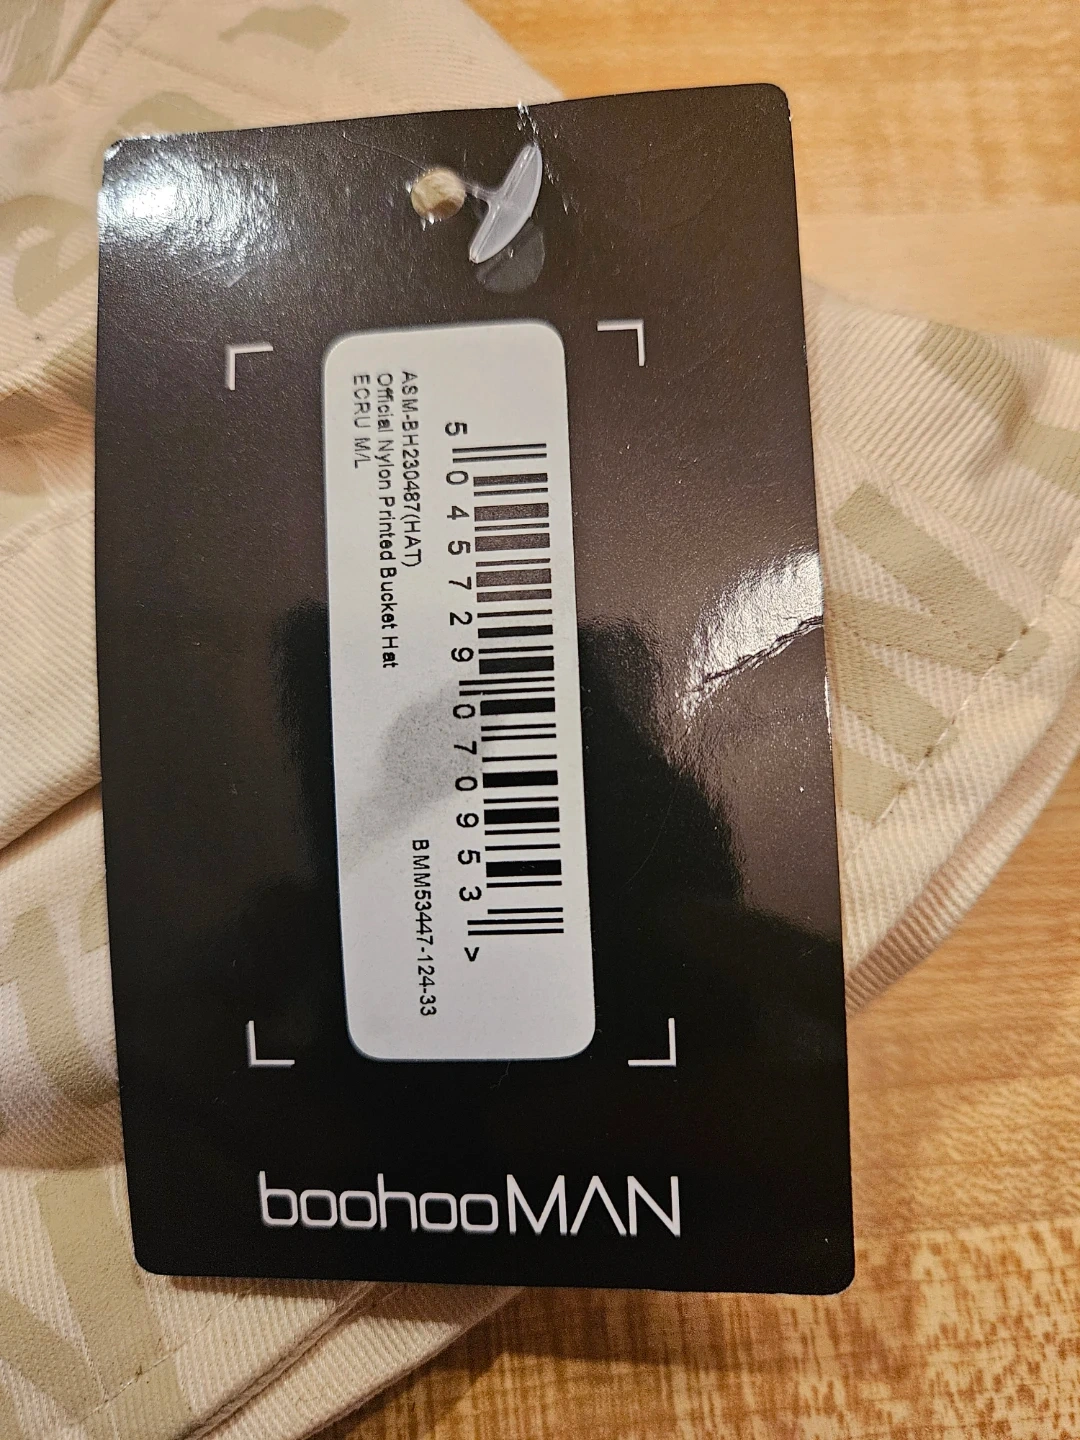 5 045729 070953 >
BMM53447-124-33
ASM-BH230487(HAT)
Official Nylon Printed Bucket Hat
ECRU M/L
boohooMAN